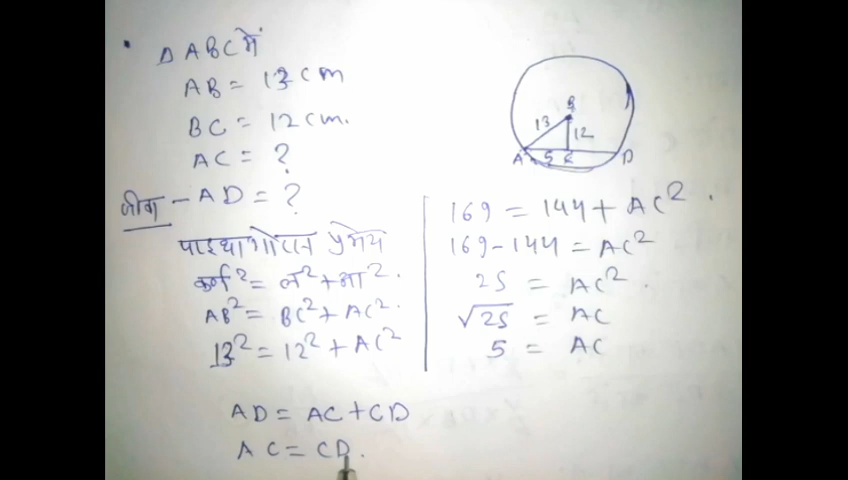 Δ ABC में
AB = 13 cm
BC = 12 cm.
AC = ?
जीवा - AD = ?
पाइथागोरस प्रमेय
कर्ण² = ल² + आ².
AB² = BC² + AC².
13² = 12² + AC²
169 = 144 + AC².
169 - 144 = AC²
25 = AC².
√25 = AC
5 = AC
AD = AC + CD
AC = CD.
B
13
12
A 5 C D